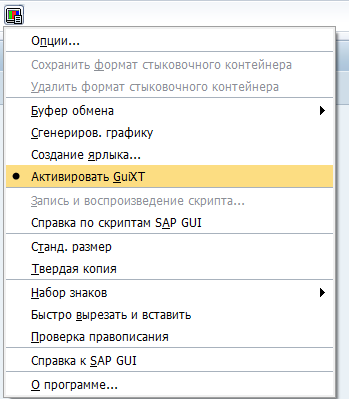 Опции...
Сохранить формат стыковочного контейнера
Удалить формат стыковочного контейнера
Буфер обмена
Сгенериров. графику
Создание ярлыка...
Активировать GuiXT
Запись и воспроизведение скрипта...
Справка по скриптам SAP GUI
Станд. размер
Твердая копия
Набор знаков
Быстро вырезать и вставить
Проверка правописания
Справка к SAP GUI
О программе...